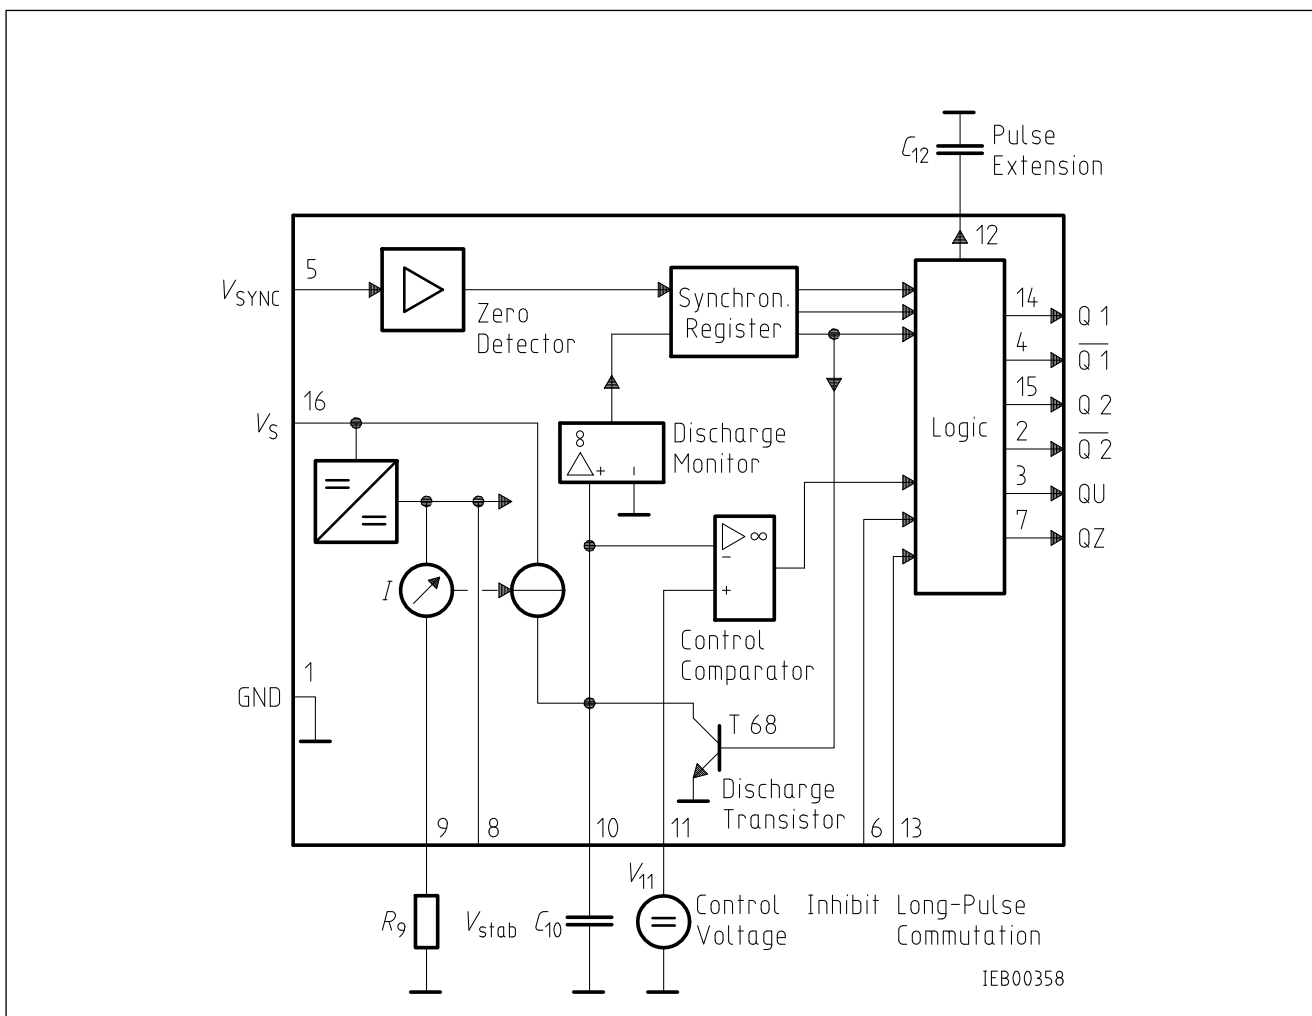 C12
Pulse
Extension
12
5
VSYNC
Zero
Detector
Synchron.
Register
14
Q 1
4
Q̅ ̅1̅
15
Q 2
2
Q̅ ̅2̅
3
QU
7
QZ
Logic
16
VS
8
+ -
Discharge
Monitor
=
=
I
∞
-
+
Control
Comparator
1
GND
T 68
Discharge
Transistor
9
8
10
11
6
13
V11
R9
Vstab
C10
=
Control
Voltage
Inhibit
Long-Pulse
Commutation
IEB00358